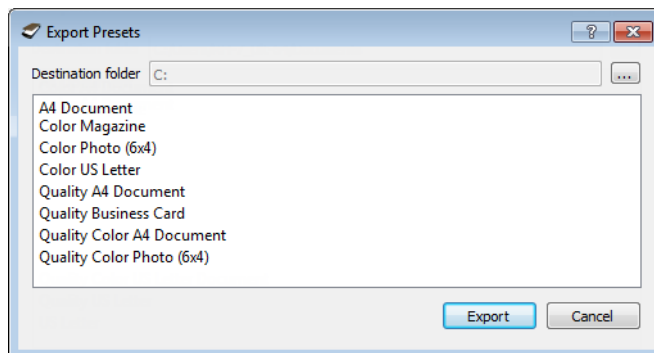 Export Presets
?
Destination folder C: ...
A4 Document
Color Magazine
Color Photo (6x4)
Color US Letter
Quality A4 Document
Quality Business Card
Quality Color A4 Document
Quality Color Photo (6x4)
Export Cancel